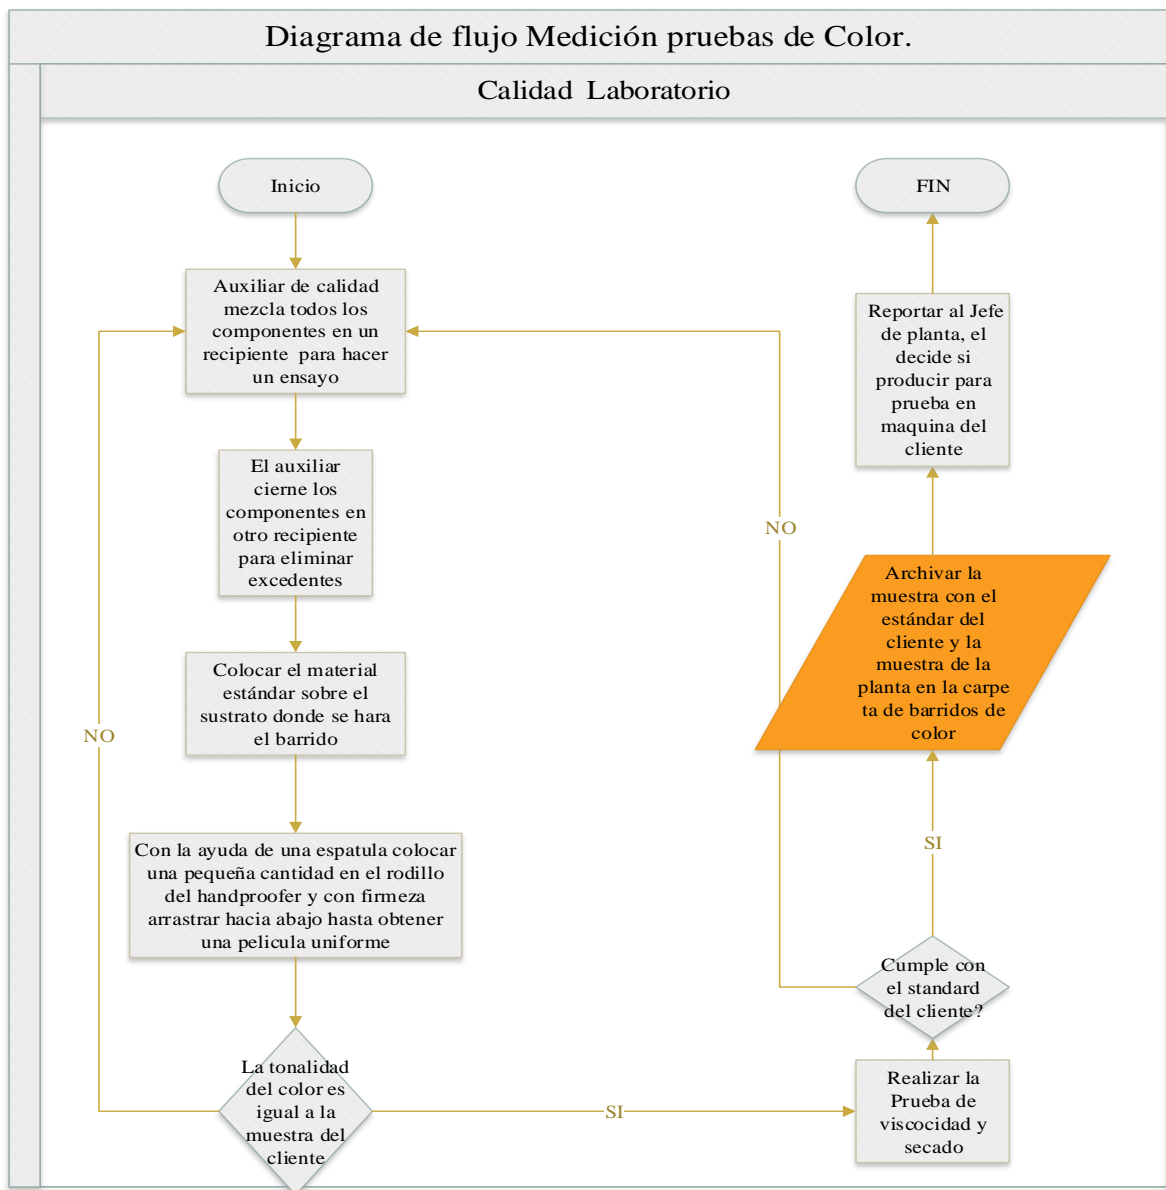 Diagrama de flujo Medición pruebas de Color.
Calidad Laboratorio
Inicio
Auxiliar de calidad
mezcla todos los
componentes en un
recipiente para hacer
un ensayo
El auxiliar
cierne los
componentes en
otro recipiente
para eliminar
excedentes
Colocar el material
estándar sobre el
sustrato donde se hara
el barrido
NO
Con la ayuda de una espatula colocar
una pequeña cantidad en el rodillo
del handproofer y con firmeza
arrastrar hacia abajo hasta obtener
una pelicula uniforme
La tonalidad
del color es
igual a la
muestra del
cliente
SI
Realizar la
Prueba de
viscocidad y
secado
Cumple con
el standard
del cliente?
NO
SI
Archivar la
muestra con el
estándar del
cliente y la
muestra de la
planta en la carpe
ta de barridos de
color
Reportar al Jefe
de planta, el
decide si
producir para
prueba en
maquina del
cliente
FIN